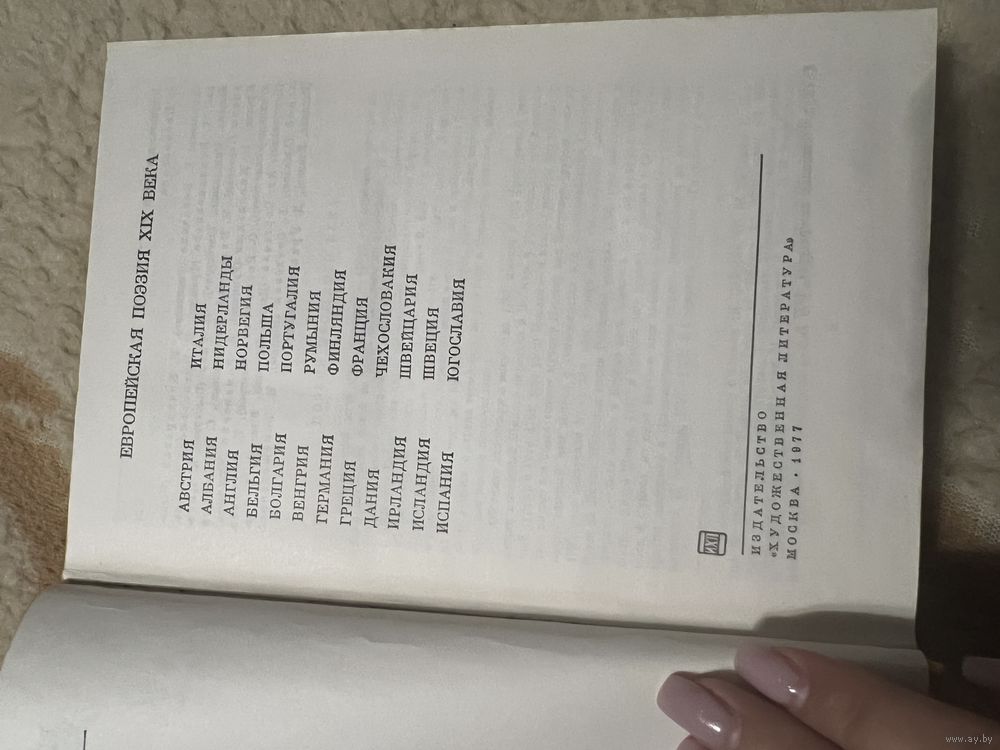 ЕВРОПЕЙСКАЯ ПОЭЗИЯ XIX ВЕКА
АВСТРИЯ
АЛБАНИЯ
АНГЛИЯ
БЕЛЬГИЯ
БОЛГАРИЯ
ВЕНГРИЯ
ГЕРМАНИЯ
ГРЕЦИЯ
ДАНИЯ
ИРЛАНДИЯ
ИСЛАНДИЯ
ИСПАНИЯ
ИТАЛИЯ
НИДЕРЛАНДЫ
НОРВЕГИЯ
ПОЛЬША
ПОРТУГАЛИЯ
РУМЫНИЯ
ФИНЛЯНДИЯ
ФРАНЦИЯ
ЧЕХОСЛОВАКИЯ
ШВЕЙЦАРИЯ
ШВЕЦИЯ
ЮГОСЛАВИЯ
ИЗДАТЕЛЬСТВО
«ХУДОЖЕСТВЕННАЯ ЛИТЕРАТУРА»
МОСКВА · 1977
www.ay.by